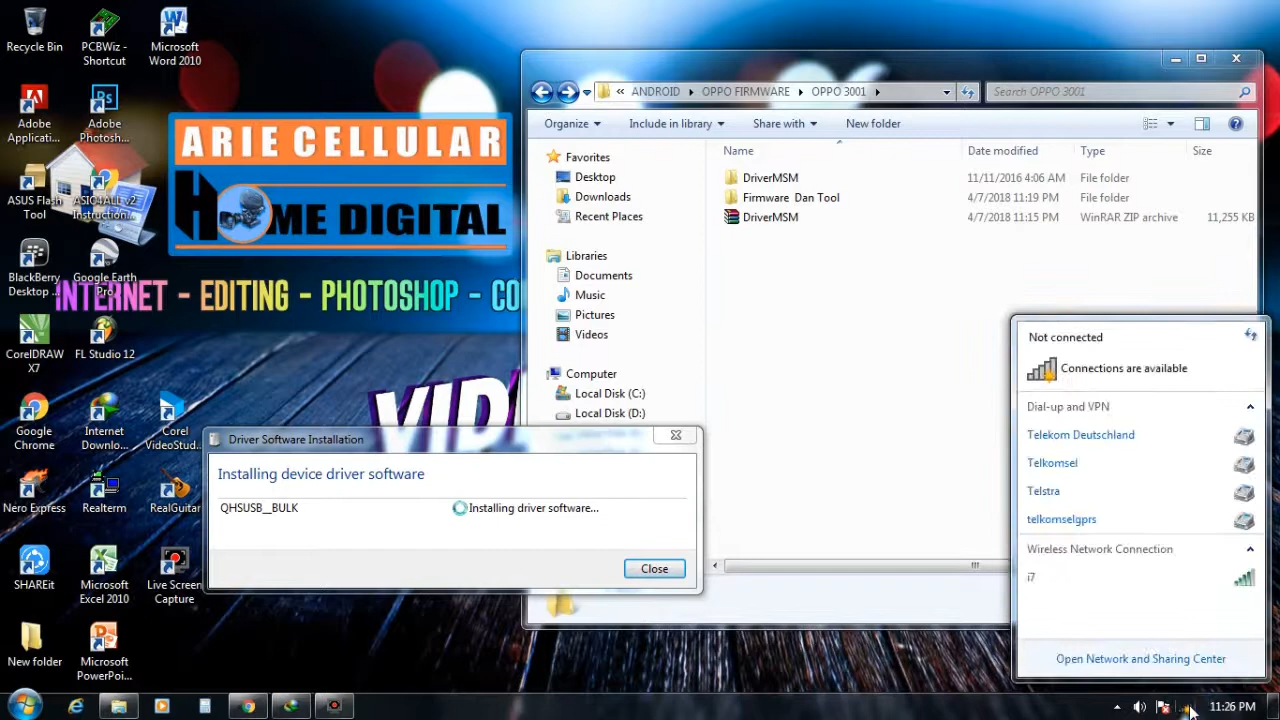 Recycle Bin
PCBWiz -
Shortcut
Microsoft
Word 2010
Adobe
Applicati...
Adobe
Photosh...
ASUS Flash
Tool
ASIO4ALL v2
Instruction...
BlackBerry
Desktop ...
Google Earth
Pro
CorelDRAW
X7
FL Studio 12
Google
Chrome
Internet
Downlo...
Corel
VideoStud...
Nero Express
Realterm
RealGuitar
SHAREit
Microsoft
Excel 2010
Live Screen
Capture
New folder
Microsoft
PowerPoi...
ARIE CELLULAR
HOME DIGITAL
INTERNET - EDITING - PHOTOSHOP - CO
VID
« ANDROID ▸ OPPO FIRMWARE ▸ OPPO 3001 ▸
Search OPPO 3001
Organize Include in library Share with New folder
Name Date modified Type Size
DriverMSM 11/11/2016 4:06 AM File folder
Firmware Dan Tool 4/7/2018 11:19 PM File folder
DriverMSM 4/7/2018 11:15 PM WinRAR ZIP archive 11,255 KB
Favorites
Desktop
Downloads
Recent Places
Libraries
Documents
Music
Pictures
Videos
Computer
Local Disk (C:)
Local Disk (D:)
Driver Software Installation
Installing device driver software
QHSUSB__BULK Installing driver software...
Close
Not connected
Connections are available
Dial-up and VPN
Telekom Deutschland
Telkomsel
Telstra
telkomselgprs
Wireless Network Connection
i7
Open Network and Sharing Center
11:26 PM